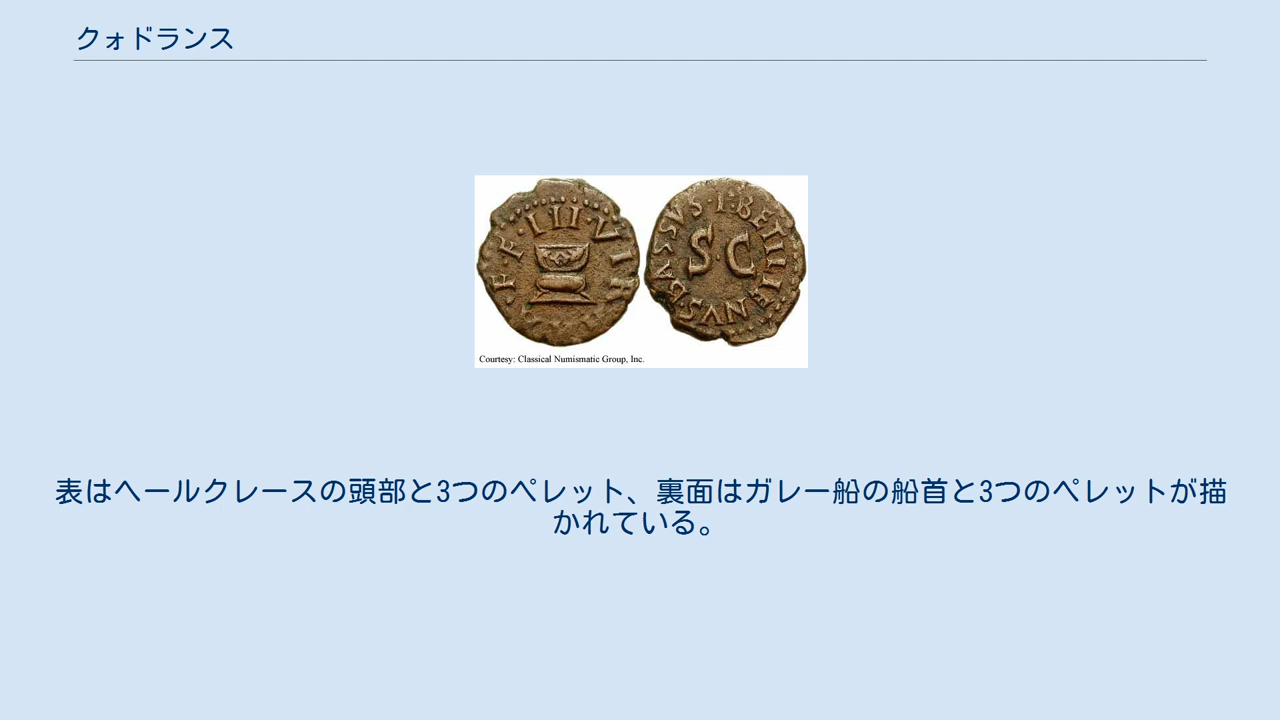 クォドランス
F.F.III.VIR
BASSVS.I.BETILIENVS
S.C
Courtesy: Classical Numismatic Group, Inc.
表はヘールクレースの頭部と3つのペレット、裏面はガレー船の船首と3つのペレットが描
かれている。